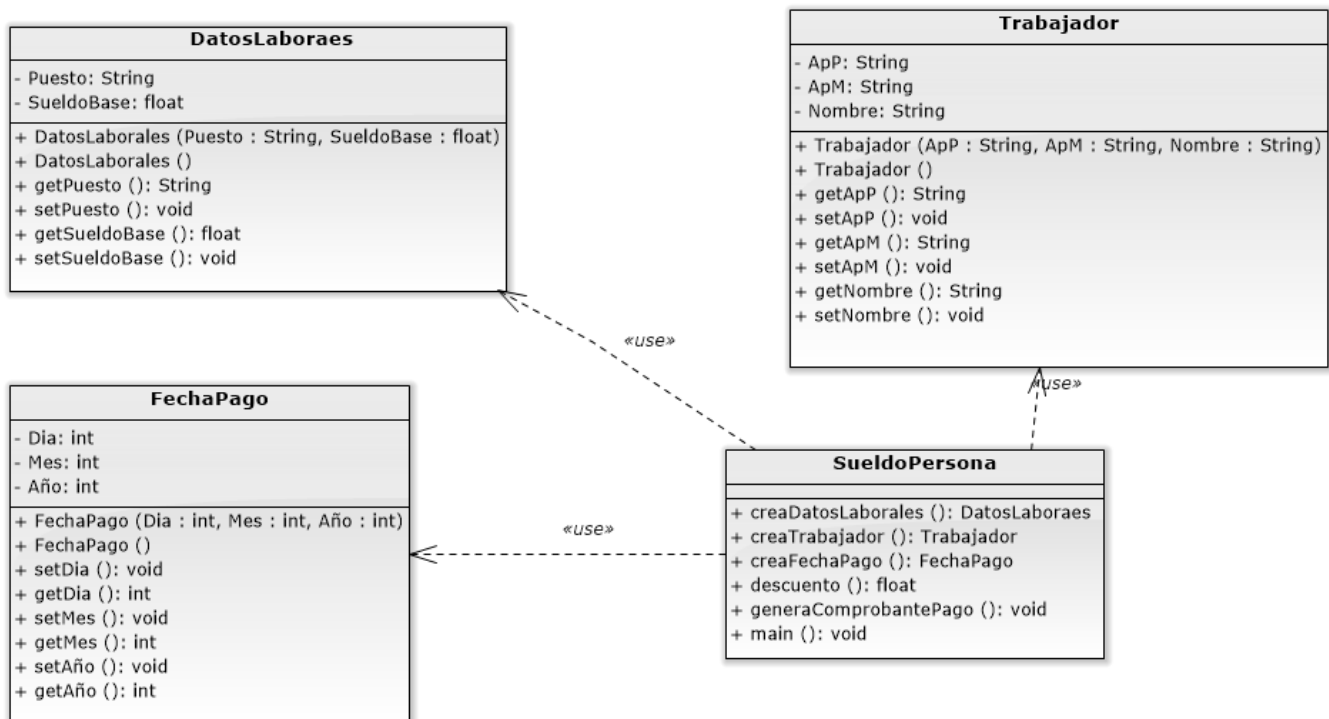 DatosLaboraes
- Puesto: String
- SueldoBase: float
+ DatosLaborales (Puesto : String, SueldoBase : float)
+ DatosLaborales ()
+ getPuesto (): String
+ setPuesto (): void
+ getSueldoBase (): float
+ setSueldoBase (): void
Trabajador
- ApP: String
- ApM: String
- Nombre: String
+ Trabajador (ApP : String, ApM : String, Nombre : String)
+ Trabajador ()
+ getApP (): String
+ setApP (): void
+ getApM (): String
+ setApM (): void
+ getNombre (): String
+ setNombre (): void
«use»
«use»
FechaPago
- Dia: int
- Mes: int
- Año: int
+ FechaPago (Dia : int, Mes : int, Año : int)
+ FechaPago ()
+ setDia (): void
+ getDia (): int
+ setMes (): void
+ getMes (): int
+ setAño (): void
+ getAño (): int
«use»
SueldoPersona
+ creaDatosLaborales (): DatosLaboraes
+ creaTrabajador (): Trabajador
+ creaFechaPago (): FechaPago
+ descuento (): float
+ generaComprobantePago (): void
+ main (): void